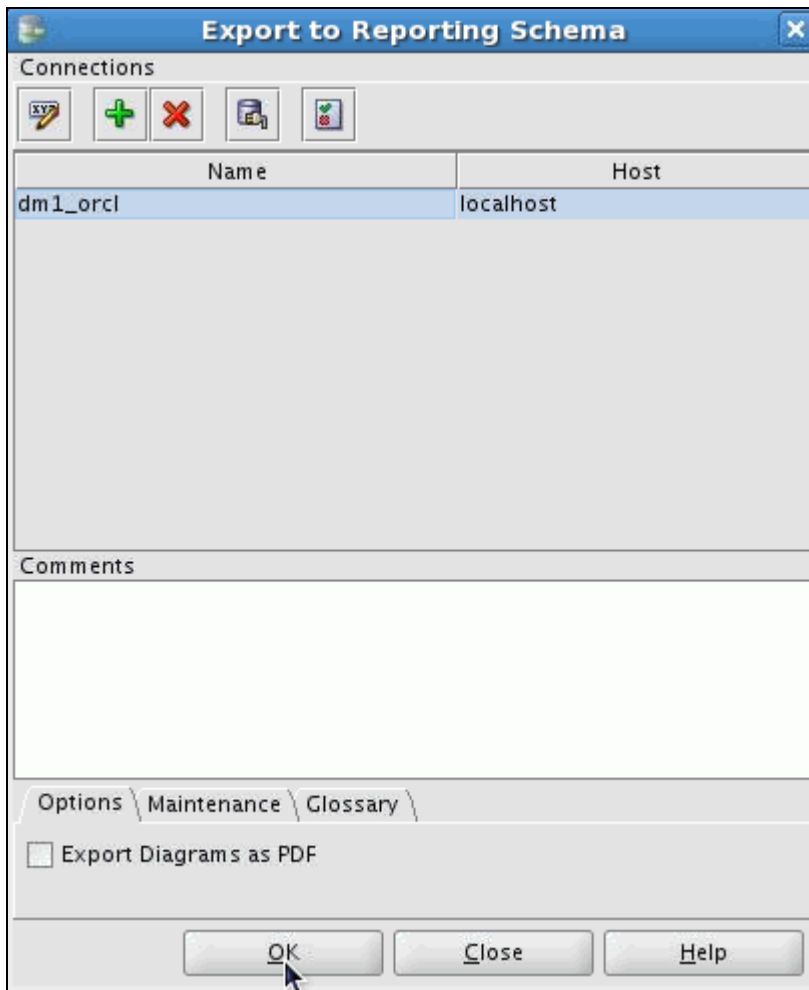 Export to Reporting Schema
Connections
XYZ
Name Host
dm1_orcl localhost
Comments
Options Maintenance Glossary
Export Diagrams as PDF
OK Close Help